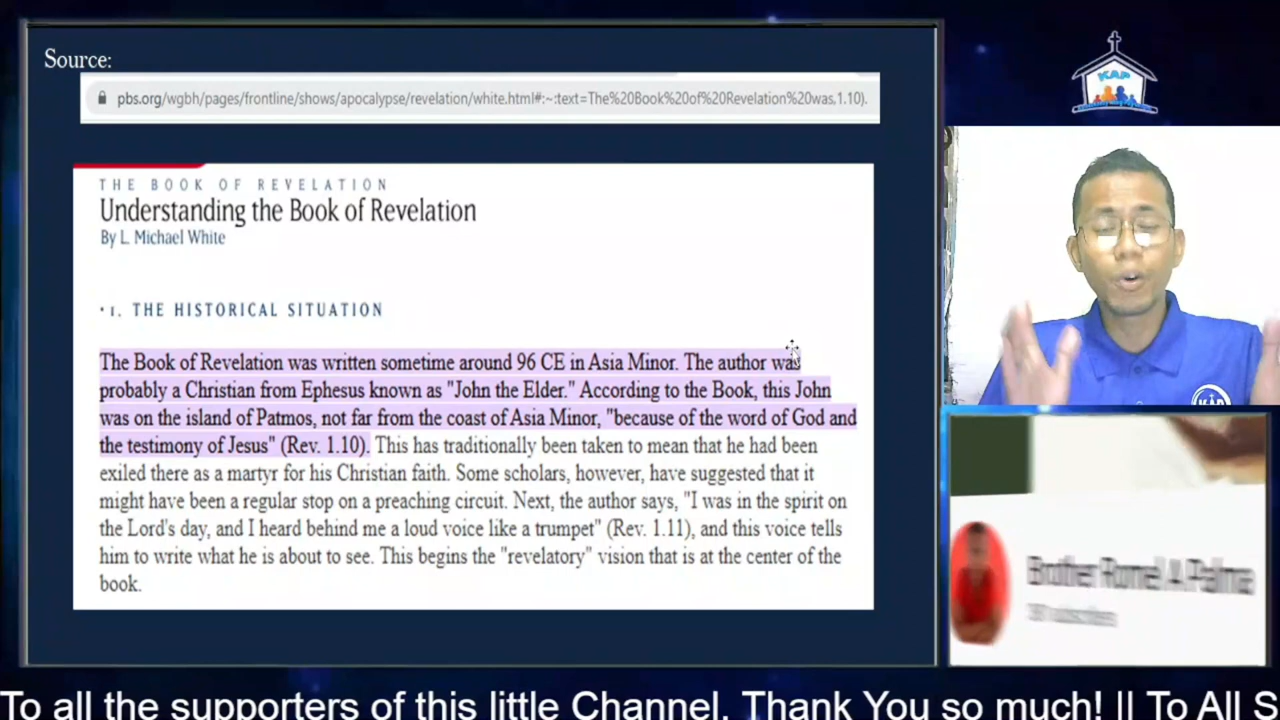 Source:
pbs.org/wgbh/pages/frontline/shows/apocalypse/revelation/white.html#:~:text=The%20Book%20of%20Revelation%20was,1.10).
THE BOOK OF REVELATION
Understanding the Book of Revelation
By L. Michael White
• 1. THE HISTORICAL SITUATION
The Book of Revelation was written sometime around 96 CE in Asia Minor. The author was
probably a Christian from Ephesus known as "John the Elder." According to the Book, this John
was on the island of Patmos, not far from the coast of Asia Minor, "because of the word of God and
the testimony of Jesus" (Rev. 1.10). This has traditionally been taken to mean that he had been
exiled there as a martyr for his Christian faith. Some scholars, however, have suggested that it
might have been a regular stop on a preaching circuit. Next, the author says, "I was in the spirit on
the Lord's day, and I heard behind me a loud voice like a trumpet" (Rev. 1.11), and this voice tells
him to write what he is about to see. This begins the "revelatory" vision that is at the center of the
book.
KAP
KAP
Brother Romel A Palma
To all the supporters of this little Channel. Thank You so much! || To All S